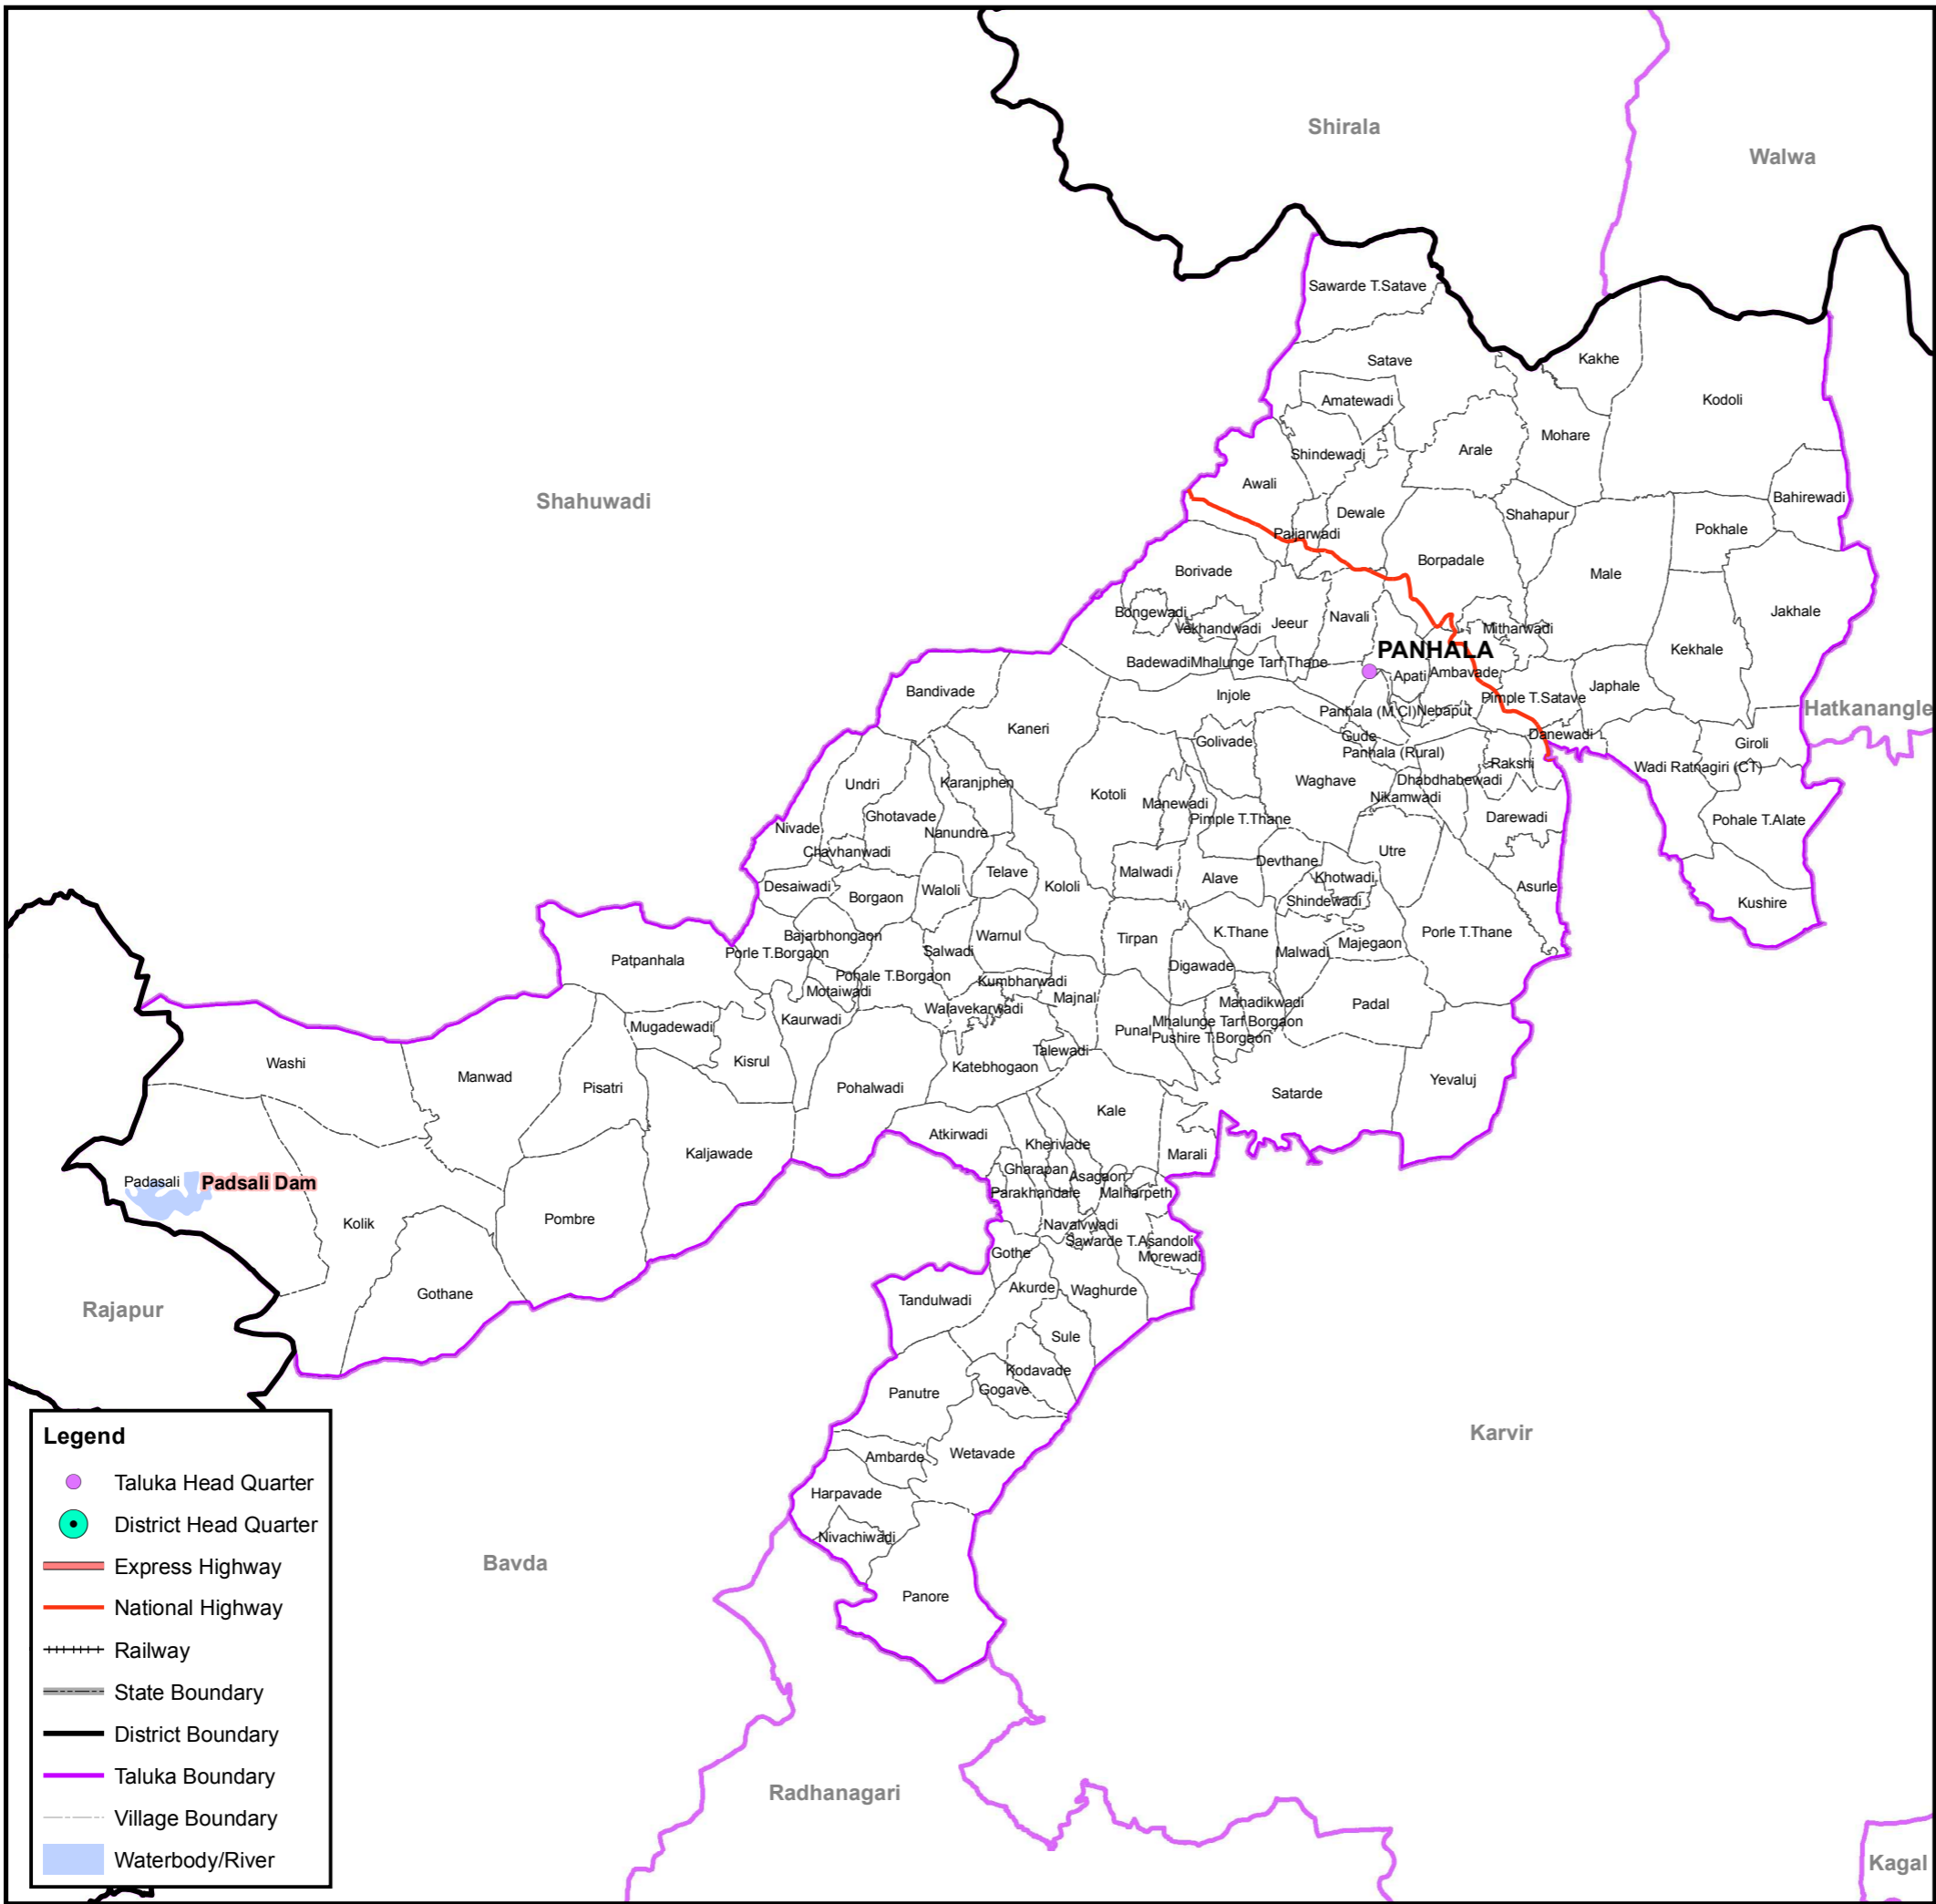 Shirala
Walwa
Sawarde T.Satave
Satave
Kakhe
Kodoli
Amatewadi
Mohare
Arale
Shindewadi
Awali
Shahuwadi
Bahirewadi
Dewale
Shahapur
Pokhale
Paijarwadi
Borpadale
Borivade
Male
Jakhale
Bongewadi
Vekhandwadi
Jeeur
Navali
Mitharwadi
PANHALA
Kekhale
Badewadi
Mhalunge Tarf Thane
Apati
Ambavade
Japhale
Bandivade
Injole
Pimple T.Satave
Panhala (M.Cl)
Nebapur
Hatkanangle
Kaneri
Golivade
Gude
Danewadi
Giroli
Panhala (Rural)
Rakshi
Wadi Ratnagiri (CT)
Undri
Karanjphen
Waghave
Dhabdhabewadi
Kotoli
Nikamwadi
Manewadi
Ghotavade
Pimple T.Thane
Darewadi
Pohale T.Alate
Nivade
Nanundre
Chavhanwadi
Utre
Devthane
Telave
Malwadi
Alave
Khotwadi
Desaiwadi
Waloli
Kololi
Asurle
Borgaon
Shindewadi
Kushire
Bajarbhongaon
Warnul
Tirpan
K.Thane
Porle T.Thane
Majegaon
Porle T.Borgaon
Salwadi
Malwadi
Patpanhala
Digawade
Pohale T.Borgaon
Kumbharwadi
Motaiwadi
Majnal
Mahadikwadi
Padal
Walavekarwadi
Kaurwadi
Mhalunge Tarf Borgaon
Mugadewadi
Punal
Pushire T.Borgaon
Talewadi
Washi
Kisrul
Katebhogaon
Manwad
Yevaluj
Pisatri
Pohalwadi
Satarde
Kale
Atkirwadi
Kherivade
Kaljawade
Marali
Gharapan
Asagaon
Padasali
Padsali Dam
Parakhandale
Malharpeth
Pombre
Kolik
Navalvwadi
Sawarde T.Asandoli
Gothe
Morewadi
Akurde
Waghurde
Gothane
Tandulwadi
Rajapur
Sule
Kodavade
Panutre
Gogave
Karvir
Wetavade
Ambarde
Harpavade
Nivachiwadi
Bavda
Panore
Radhanagari
Kagal
Legend
Taluka Head Quarter
District Head Quarter
Express Highway
National Highway
Railway
State Boundary
District Boundary
Taluka Boundary
Village Boundary
Waterbody/River